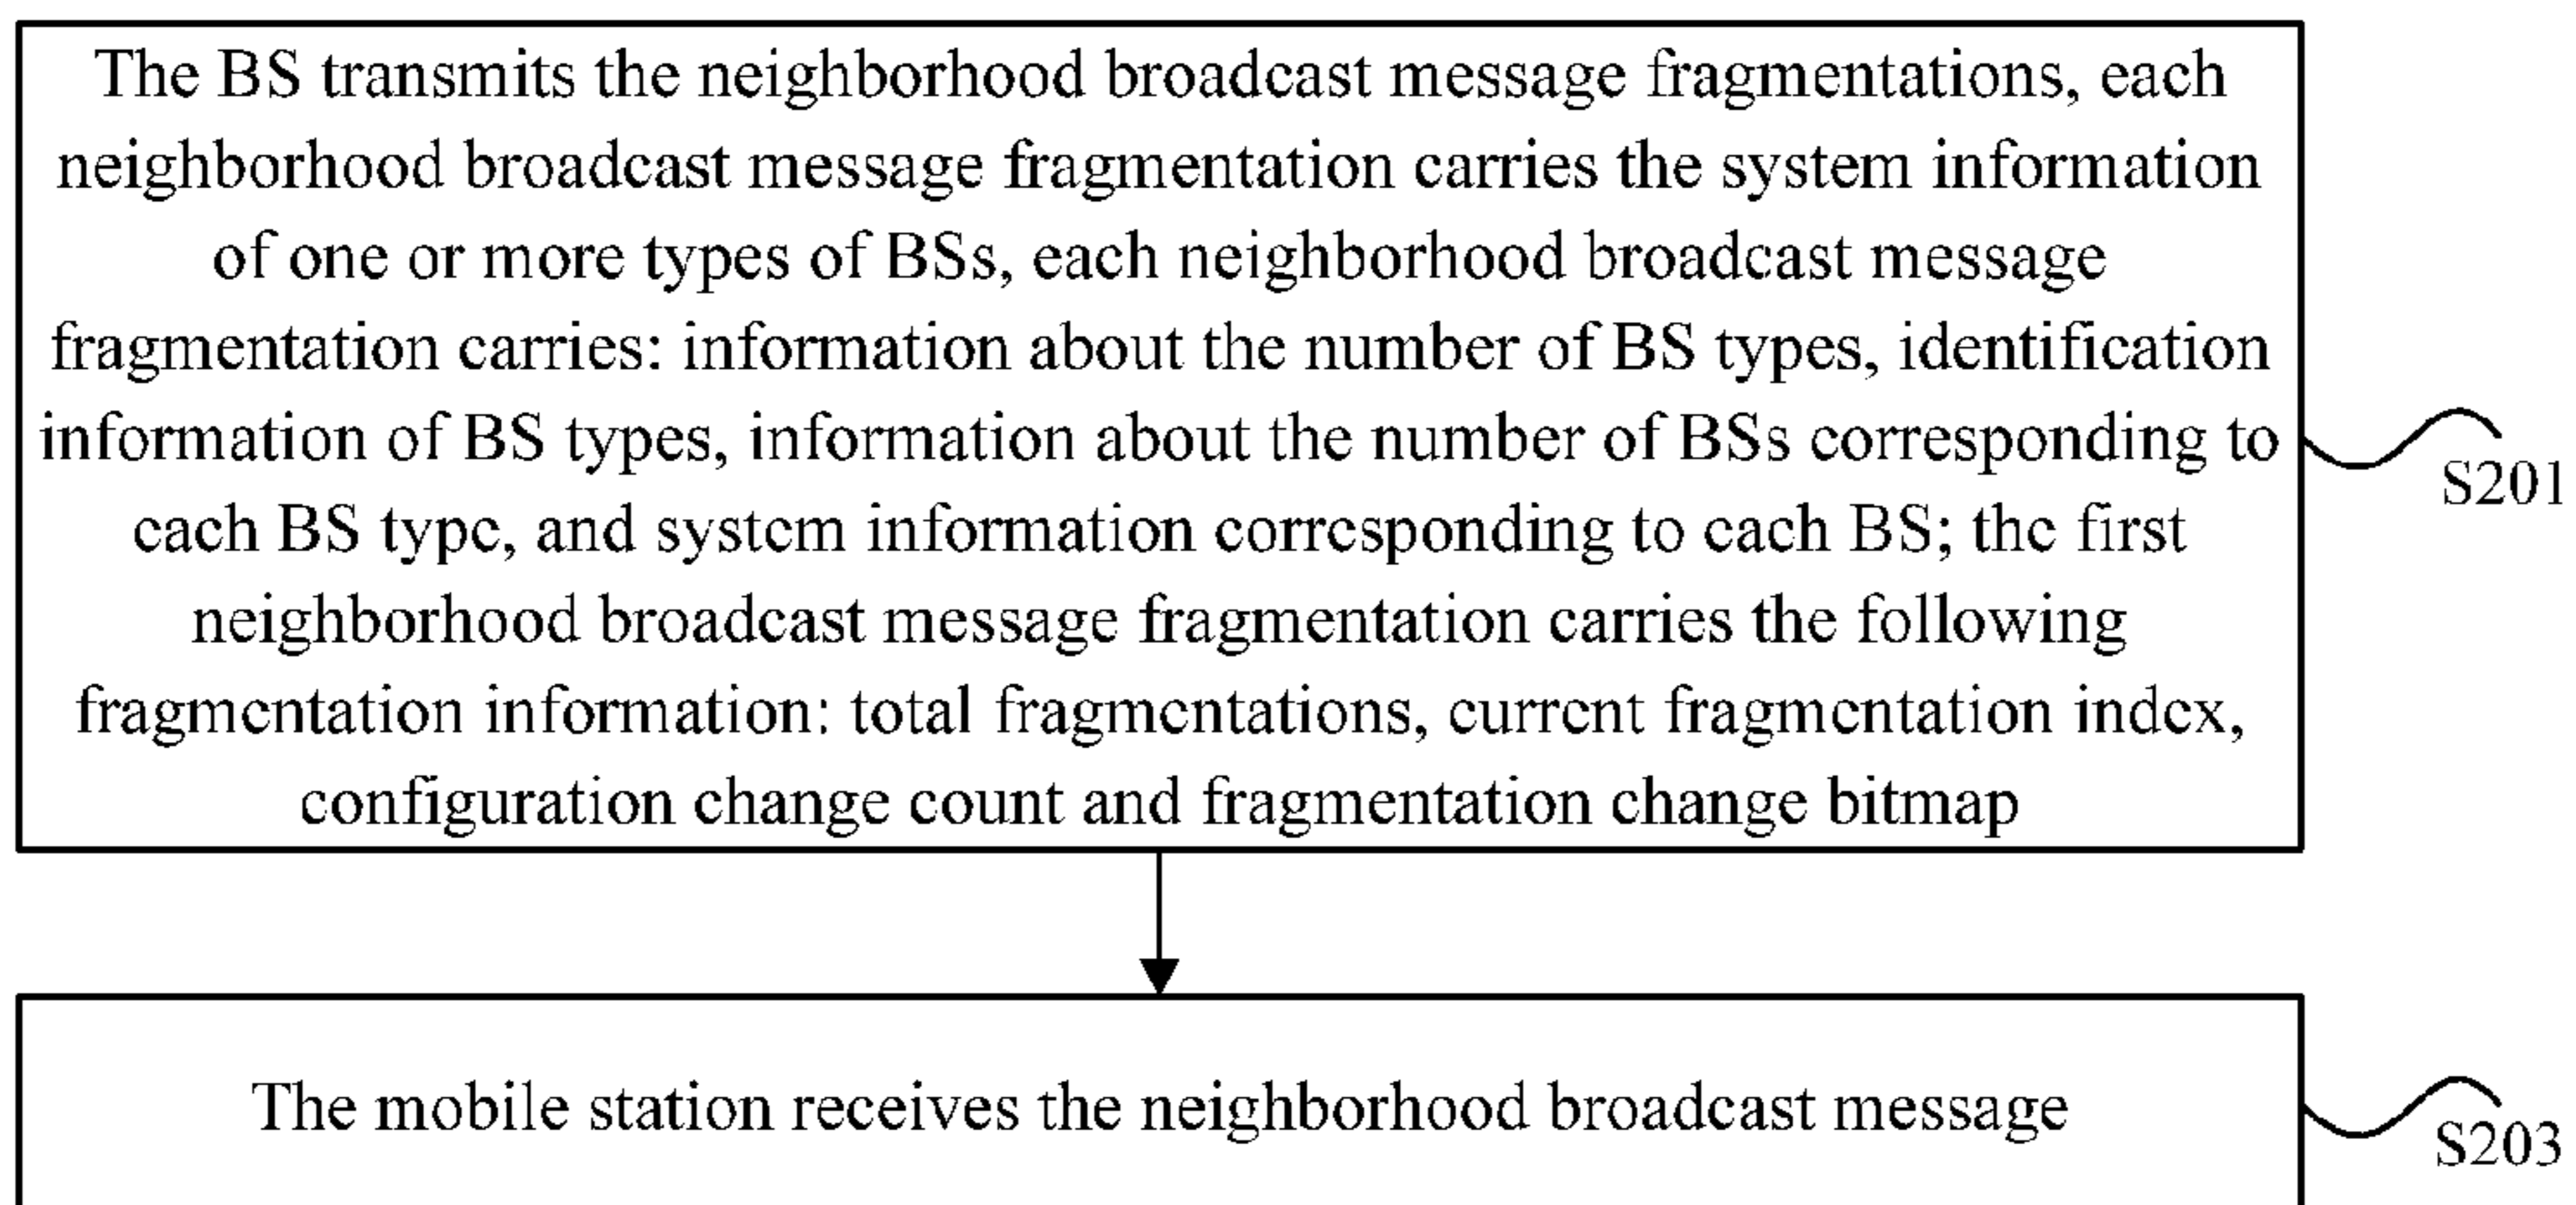 The BS transmits the neighborhood broadcast message fragmentations, each
neighborhood broadcast message fragmentation carries the system information
of one or more types of BSs, each neighborhood broadcast message
fragmentation carries: information about the number of BS types, identification
information of BS types, information about the number of BSs corresponding to
each BS type, and system information corresponding to each BS; the first
neighborhood broadcast message fragmentation carries the following
fragmentation information: total fragmentations, current fragmentation index,
configuration change count and fragmentation change bitmap
S201
The mobile station receives the neighborhood broadcast message
S203